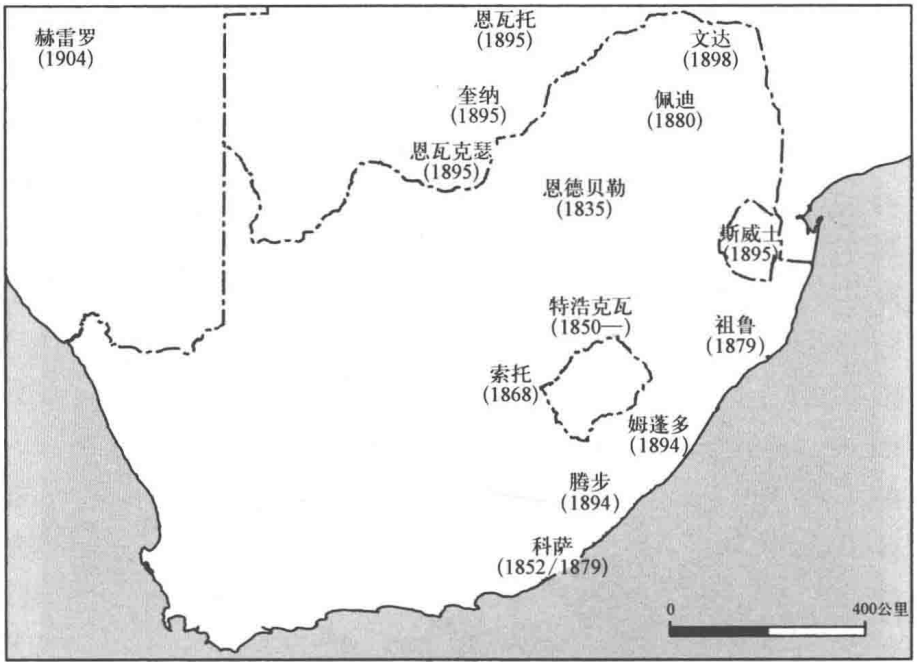 恩瓦托
(1895)
赫雷罗
(1904)
文达
(1898)
奎纳
(1895)
佩迪
(1880)
恩瓦克瑟
(1895)
恩德贝勒
(1835)
斯威士
(1895)
特浩克瓦
(1850—)
祖鲁
(1879)
索托
(1868)
姆蓬多
(1894)
腾步
(1894)
科萨
(1852/1879)
0
400公里